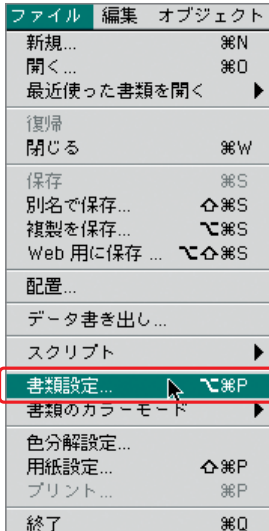 ファイル 編集 オブジェクト
新規... ⌘N
開く... ⌘O
最近使った書類を開く ▶
復帰
閉じる ⌘W
保存 ⌘S
別名で保存... ⇧⌘S
複製を保存... ⌥⌘S
Web 用に保存 ... ⌥⇧⌘S
配置...
データ書き出し...
スクリプト ▶
書類設定... ⌥⌘P
書類のカラーモード ▶
色分解設定...
用紙設定... ⇧⌘P
プリント... ⌘P
終了 ⌘Q